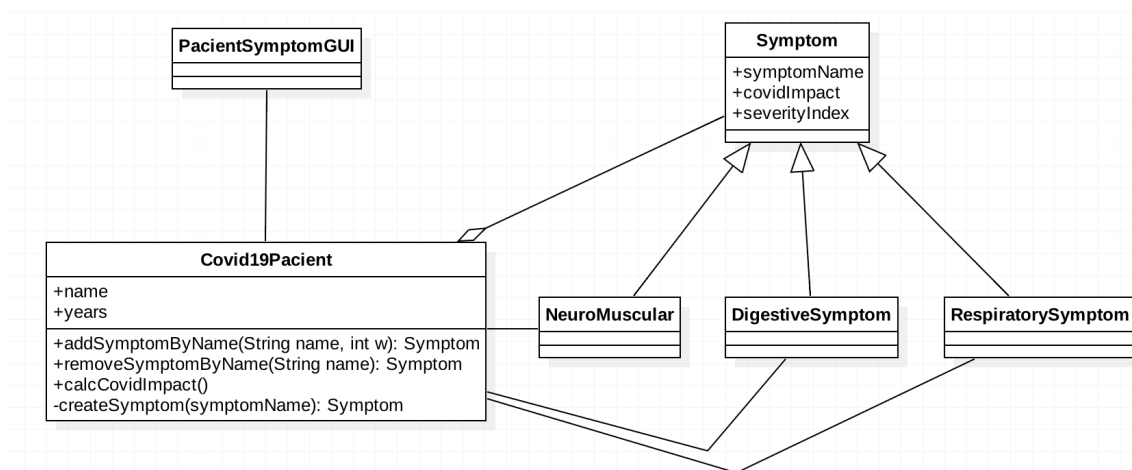 PacientSymptomGUI
Symptom
+symptomName
+covidImpact
+severityIndex
Covid19Pacient
+name
+years
+addSymptomByName(String name, int w): Symptom
+removeSymptomByName(String name): Symptom
+calcCovidImpact()
-createSymptom(symptomName): Symptom
NeuroMuscular
DigestiveSymptom
RespiratorySymptom